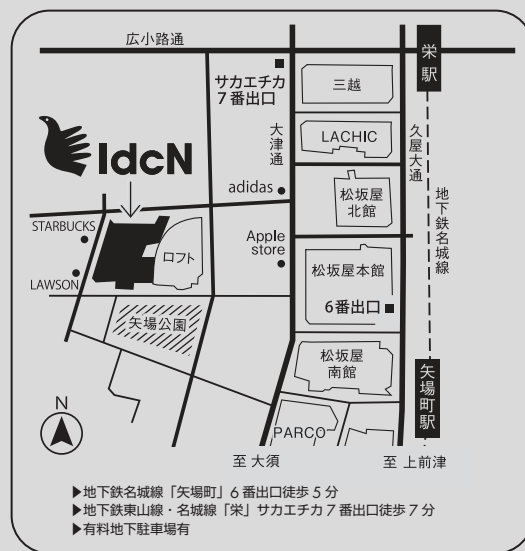 広小路通
栄駅
サカエチカ
7番出口
三越
大津通
LACHIC
久屋大通
IdcN
adidas
松坂屋
北館
地下鉄名城線
STARBUCKS
ロフト
Apple
store
松坂屋本館
LAWSON
6番出口
矢場公園
松坂屋
南館
矢場町駅
N
PARCO
至 大須
至 上前津
▶地下鉄名城線「矢場町」6番出口徒歩5分
▶地下鉄東山線・名城線「栄」サカエチカ7番出口徒歩7分
▶有料地下駐車場有